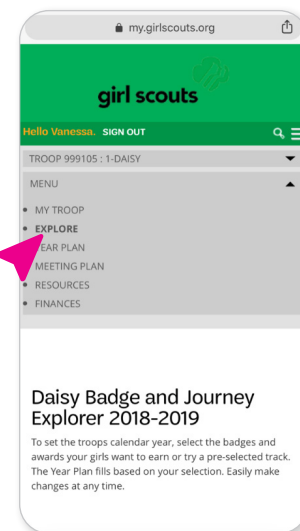 my.girlscouts.org
girl scouts
Hello Vanessa. SIGN OUT
TROOP 999105 : 1-DAISY
MENU
MY TROOP
EXPLORE
YEAR PLAN
MEETING PLAN
RESOURCES
FINANCES
Daisy Badge and Journey
Explorer 2018-2019
To set the troops calendar year, select the badges and
awards your girls want to earn or try a pre-selected track.
The Year Plan fills based on your selection. Easily make
changes at any time.